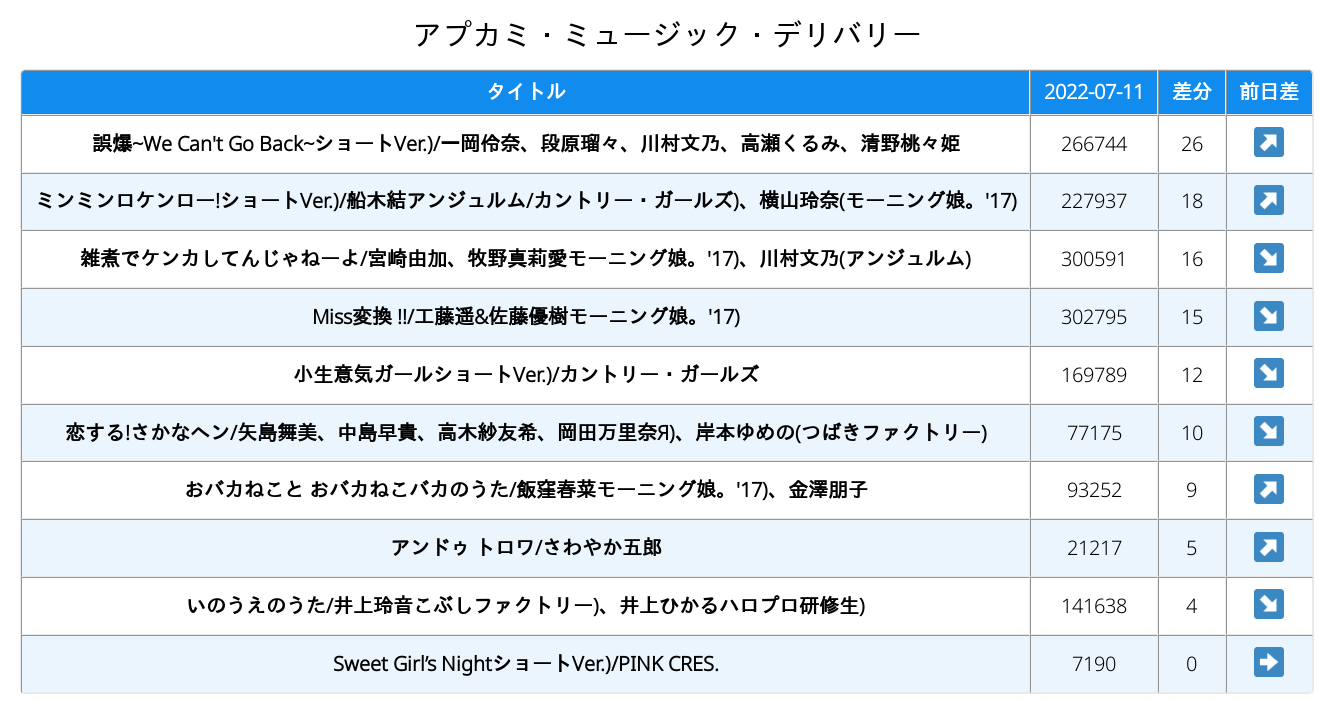 アプカミ・ミュージック・デリバリー
タイトル 2022-07-11 差分 前日差
誤爆~We Can't Go Back~ショートVer.)/一岡伶奈、段原瑠々、川村文乃、高瀬くるみ、清野桃々姫 266744 26
ミンミンロケンロー!ショートVer.)/船木結アンジュルム/カントリー・ガールズ)、横山玲奈(モーニング娘。'17) 227937 18
雑煮でケンカしてんじゃねーよ/宮崎由加、牧野真莉愛モーニング娘。'17)、川村文乃(アンジュルム) 300591 16
Miss変換 !!/工藤遥&佐藤優樹モーニング娘。'17) 302795 15
小生意気ガールショートVer.)/カントリー・ガールズ 169789 12
恋する!さかなヘン/矢島舞美、中島早貴、高木紗友希、岡田万里奈Я)、岸本ゆめの(つばきファクトリー) 77175 10
おバカねこと おバカねこバカのうた/飯窪春菜モーニング娘。'17)、金澤朋子 93252 9
アンドゥ トロワ/さわやか五郎 21217 5
いのうえのうた/井上玲音こぶしファクトリー)、井上ひかるハロプロ研修生) 141638 4
Sweet Girl’s NightショートVer.)/PINK CRES. 7190 0